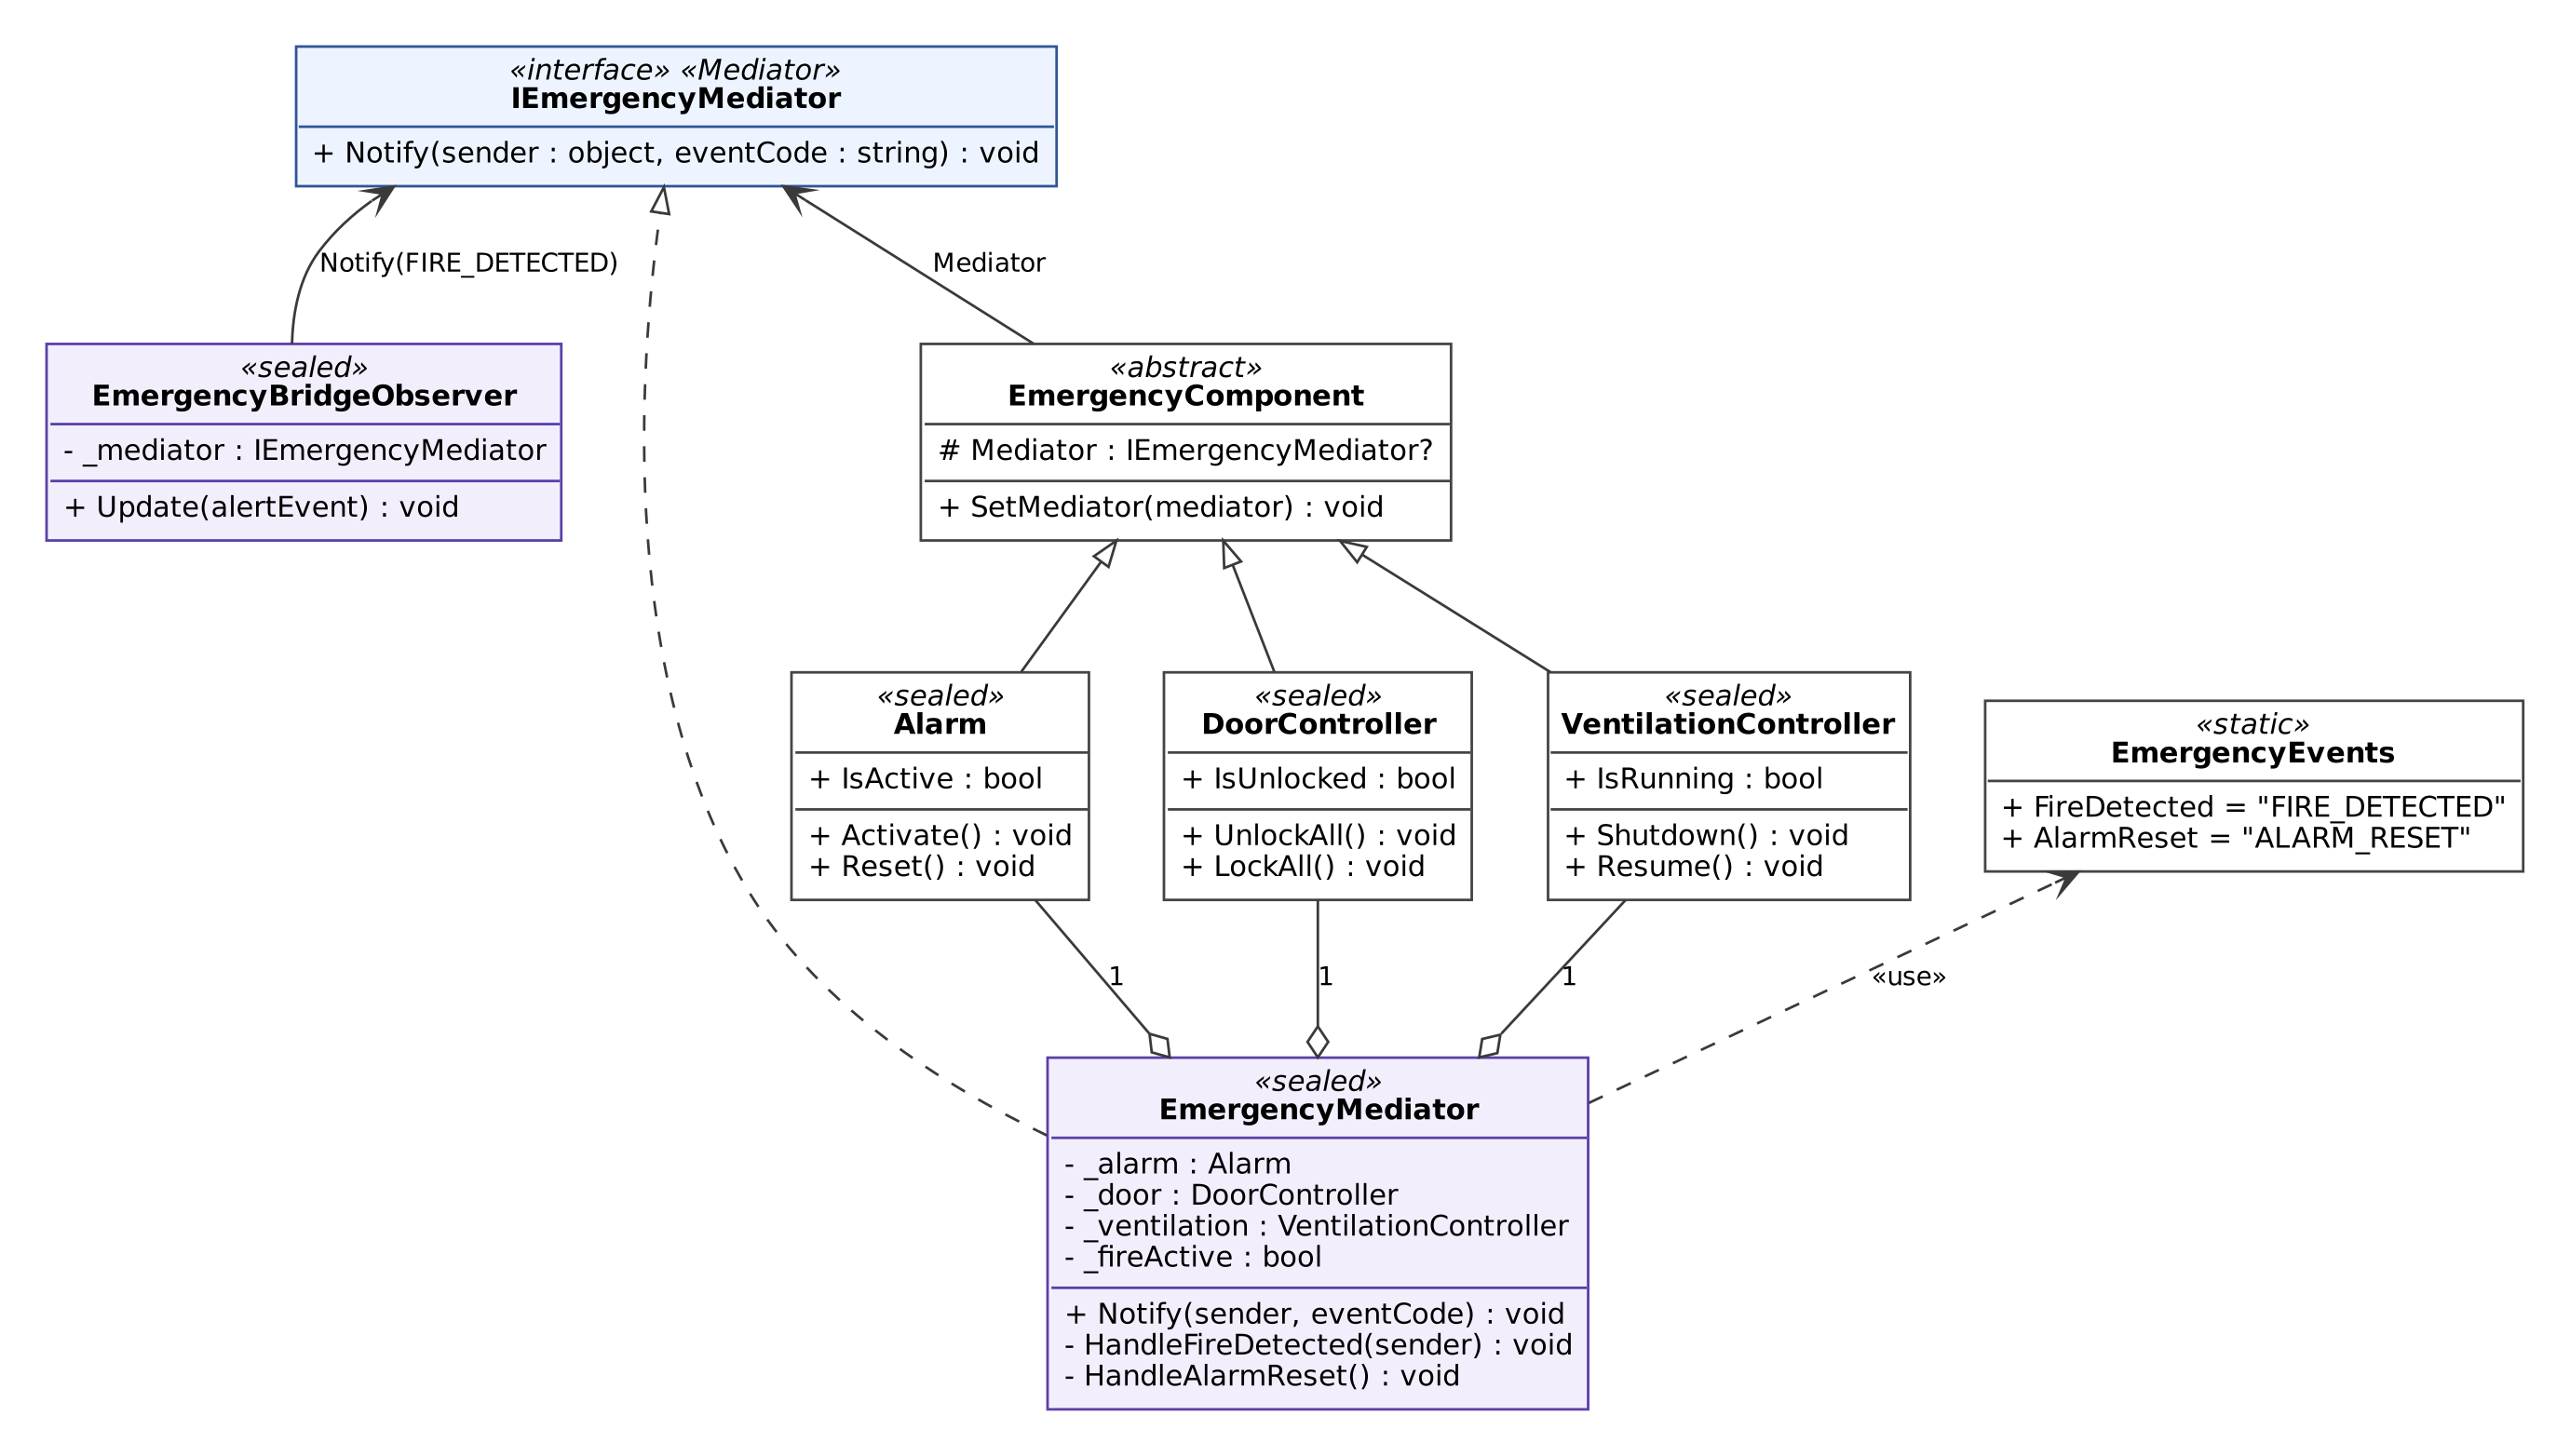 «interface» «Mediator»
IEmergencyMediator
+ Notify(sender : object, eventCode : string) : void
Notify(FIRE_DETECTED)
Mediator
«sealed»
EmergencyBridgeObserver
- _mediator : IEmergencyMediator
+ Update(alertEvent) : void
«abstract»
EmergencyComponent
# Mediator : IEmergencyMediator?
+ SetMediator(mediator) : void
«sealed»
Alarm
+ IsActive : bool
+ Activate() : void
+ Reset() : void
«sealed»
DoorController
+ IsUnlocked : bool
+ UnlockAll() : void
+ LockAll() : void
«sealed»
VentilationController
+ IsRunning : bool
+ Shutdown() : void
+ Resume() : void
«static»
EmergencyEvents
+ FireDetected = "FIRE_DETECTED"
+ AlarmReset = "ALARM_RESET"
1
1
1
«use»
«sealed»
EmergencyMediator
- _alarm : Alarm
- _door : DoorController
- _ventilation : VentilationController
- _fireActive : bool
+ Notify(sender, eventCode) : void
- HandleFireDetected(sender) : void
- HandleAlarmReset() : void